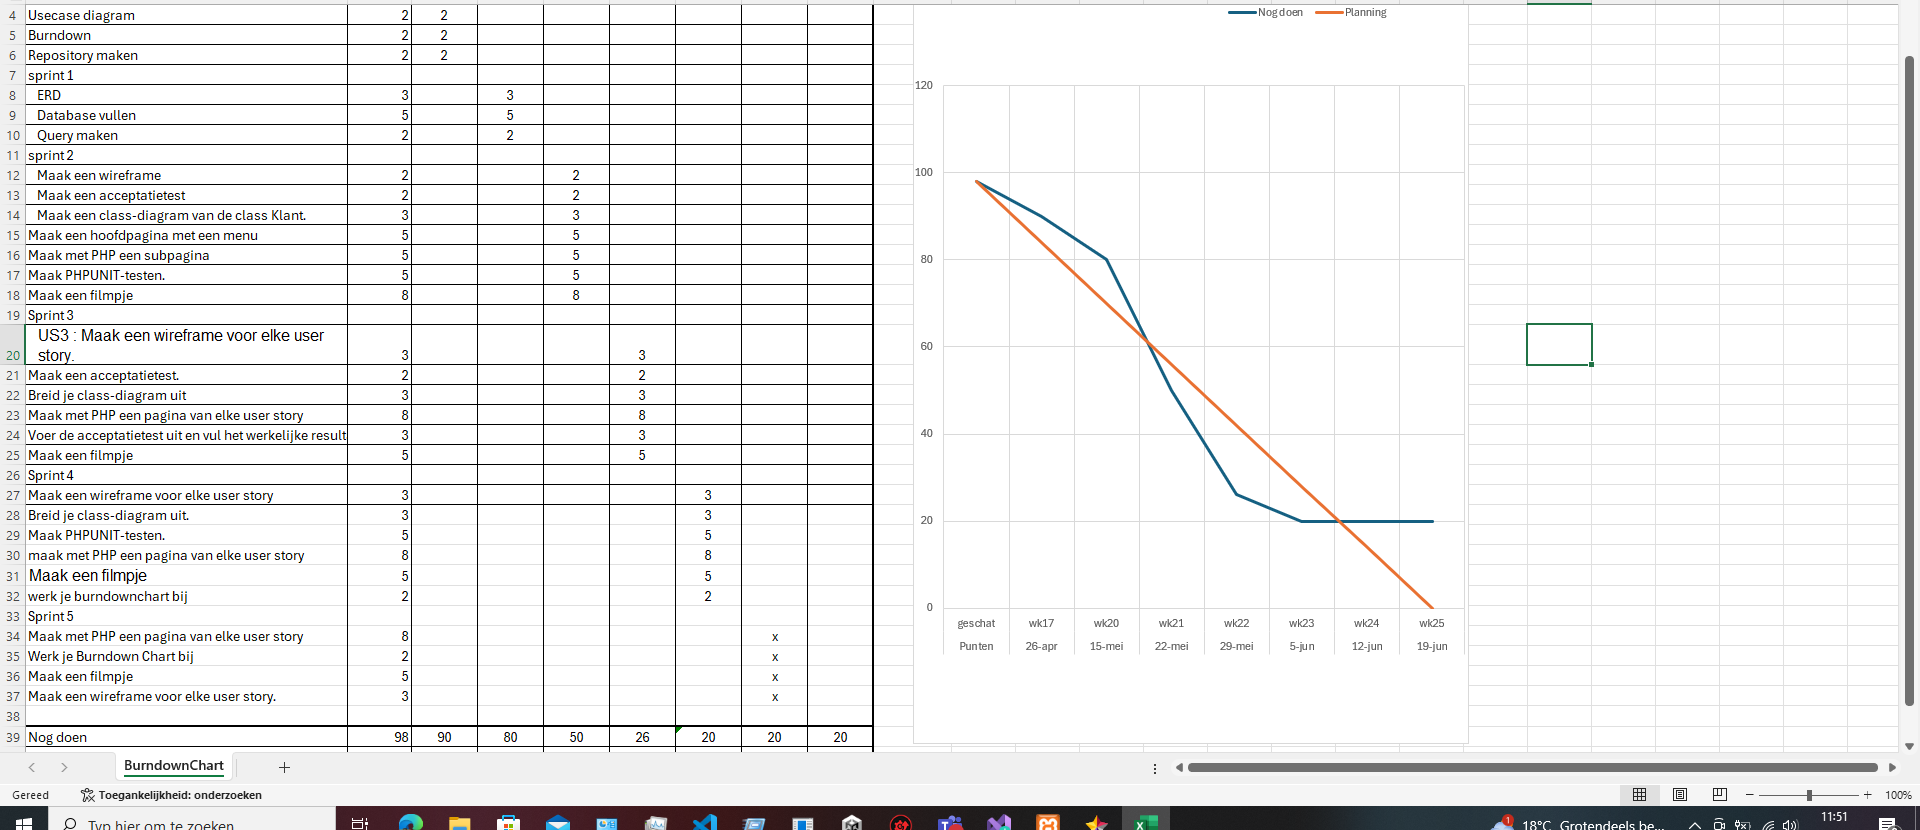 4 Usecase diagram 2 2
5 Burndown 2 2
6 Repository maken 2 2
7 sprint 1
8 ERD 3 3
9 Database vullen 5 5
10 Query maken 2 2
11 sprint 2
12 Maak een wireframe 2 2
13 Maak een acceptatietest 2 2
14 Maak een class-diagram van de class Klant. 3 3
15 Maak een hoofdpagina met een menu 5 5
16 Maak met PHP een subpagina 5 5
17 Maak PHPUNIT-testen. 5 5
18 Maak een filmpje 8 8
19 Sprint 3
US3 : Maak een wireframe voor elke user
20 story. 3 3
21 Maak een acceptatietest. 2 2
22 Breid je class-diagram uit 3 3
23 Maak met PHP een pagina van elke user story 8 8
24 Voer de acceptatietest uit en vul het werkelijke result 3 3
25 Maak een filmpje 5 5
26 Sprint 4
27 Maak een wireframe voor elke user story 3 3
28 Breid je class-diagram uit. 3 3
29 Maak PHPUNIT-testen. 5 5
30 maak met PHP een pagina van elke user story 8 8
31 Maak een filmpje 5 5
32 werk je burndownchart bij 2 2
33 Sprint 5
34 Maak met PHP een pagina van elke user story 8 x
35 Werk je Burndown Chart bij 2 x
36 Maak een filmpje 5 x
37 Maak een wireframe voor elke user story. 3 x
38
39 Nog doen 98 90 80 50 26 20 20 20
Nog doen Planning
120
100
80
60
40
20
0
geschat wk17 wk20 wk21 wk22 wk23 wk24 wk25
Punten 26-apr 15-mei 22-mei 29-mei 5-jun 12-jun 19-jun
BurndownChart
Gereed Toegankelijkheid: onderzoeken 100%
Typ hier om te zoeken 1 18°C Grotendeels be... 11:51